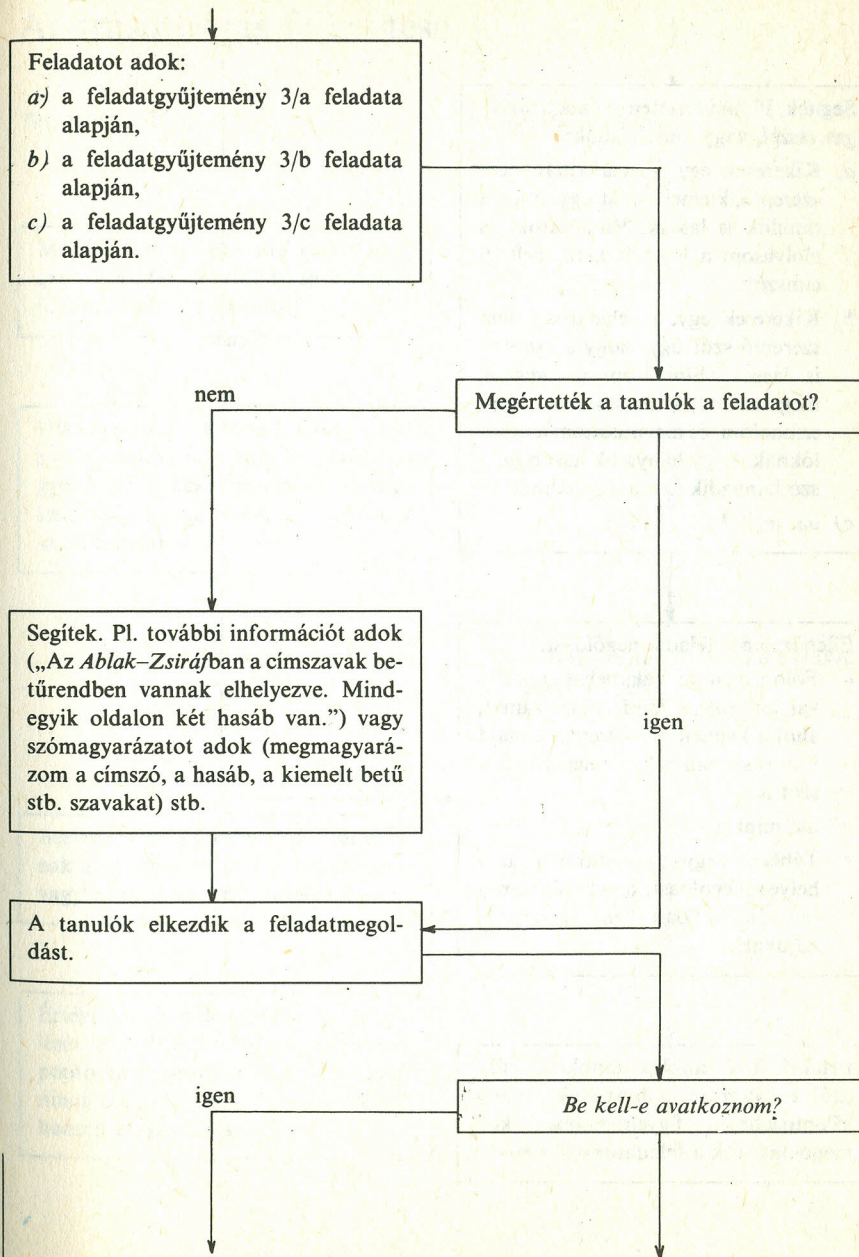 Feladatot adok:
a) a feladatgyűjtemény 3/a feladata
alapján,
b) a feladatgyűjtemény 3/b feladata
alapján,
c) a feladatgyűjtemény 3/c feladata
alapján.
Megértették a tanulók a feladatot?
nem
Segítek. Pl. további információt adok
(„Az Ablak–Zsiráfban a címszavak be-
tűrendben vannak elhelyezve. Mind-
egyik oldalon két hasáb van.”) vagy
szómagyarázatot adok (megmagyará-
zom a címszó, a hasáb, a kiemelt betű
stb. szavakat) stb.
igen
A tanulók elkezdik a feladatmegol-
dást.
Be kell-e avatkoznom?
igen